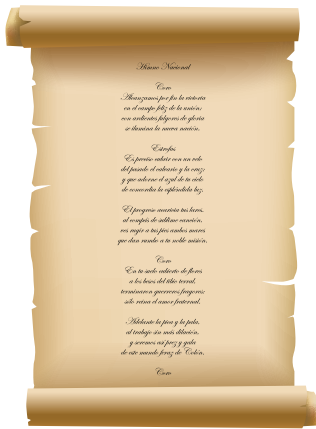 Himno Nacional
Coro
Alcanzamos por fin la victoria
en el campo feliz de la unión;
con ardientes fulgores de gloria
se ilumina la nueva nación.
Estrofas
Es preciso cubrir con un velo
del pasado el calvario y la cruz;
y que adorne el azul de tu cielo
de concordia la espléndida luz.
El progreso acaricia tus lares,
al compás de sublime canción,
ves rugir a tus pies ambos mares
que dan rumbo a tu noble misión.
Coro
En tu suelo cubierto de flores
a los besos del tibio terral,
terminaron guerreros fragores;
sólo reina el amor fraternal.
Adelante la pica y la pala,
al trabajo sin más dilación,
y seremos así prez y gala
de este mundo feraz de Colón.
Coro